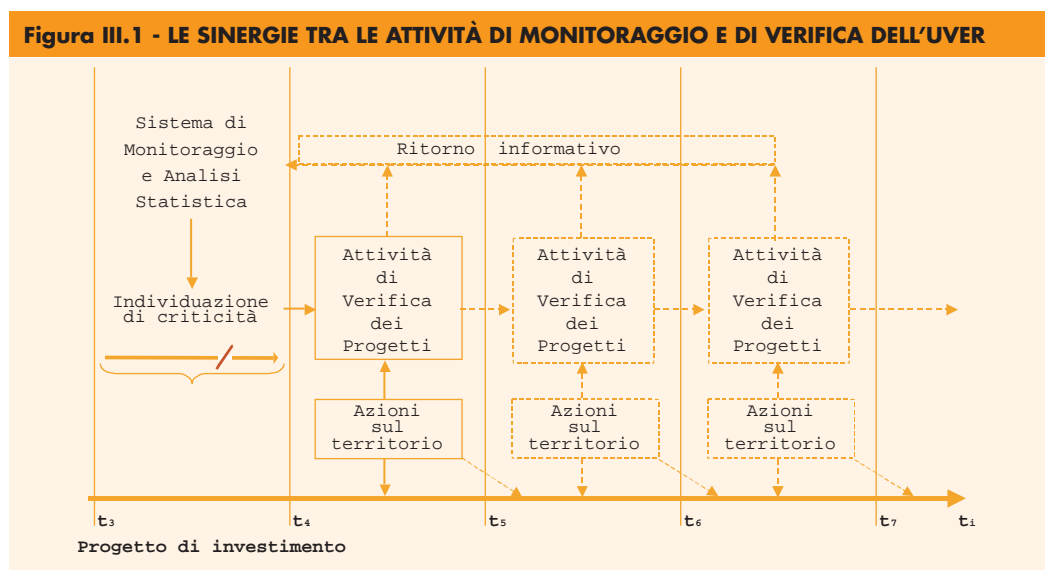 Figura III.1 - LE SINERGIE TRA LE ATTIVITÀ DI MONITORAGGIO E DI VERIFICA DELL'UVER
Sistema di
Monitoraggio
e Analisi
Statistica
Ritorno informativo
Individuazione
di criticità
Attività
di
Verifica
dei
Progetti
Attività
di
Verifica
dei
Progetti
Attività
di
Verifica
dei
Progetti
Azioni
sul
territorio
Azioni
sul
territorio
Azioni
sul
territorio
t₃ t₄ t₅ t₆ t₇ tᵢ
Progetto di investimento